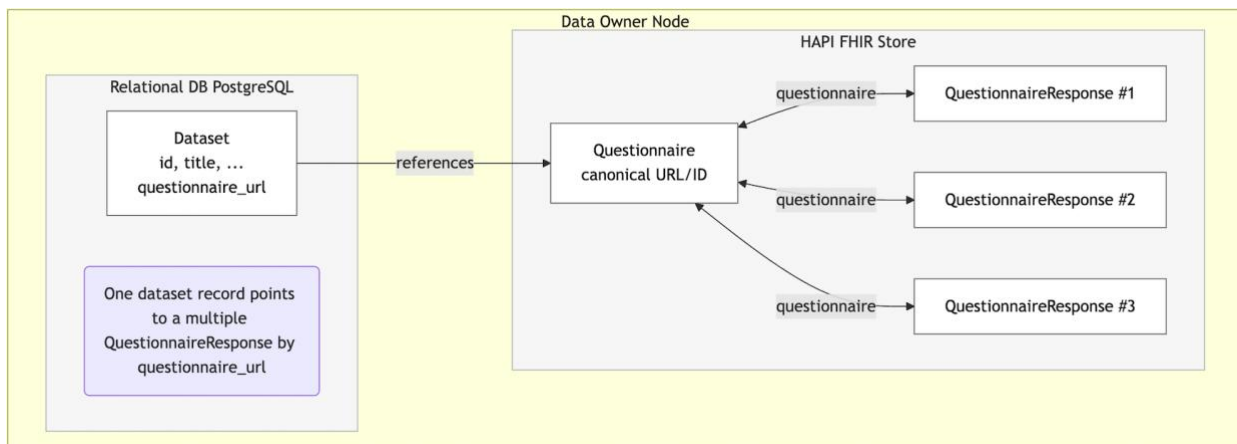 Data Owner Node
Relational DB PostgreSQL
Dataset
id, title, ...
questionnaire_url
One dataset record points
to a multiple
QuestionnaireResponse by
questionnaire_url
references
HAPI FHIR Store
Questionnaire
canonical URL/ID
questionnaire
QuestionnaireResponse #1
questionnaire
QuestionnaireResponse #2
questionnaire
QuestionnaireResponse #3